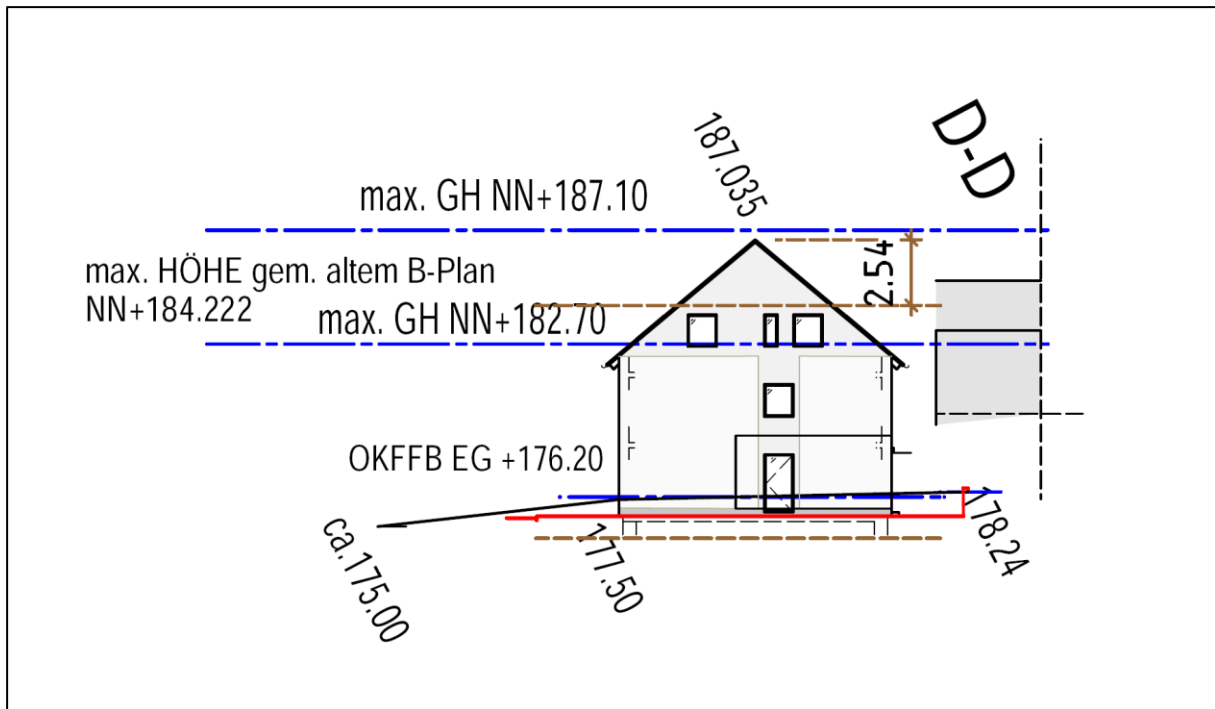 187.035
D-D
max. GH NN+187.10
2.54
max. HÖHE gem. altem B-Plan
NN+184.222
max. GH NN+182.70
OKFFB EG +176.20
ca.175.00
177.50
178.24